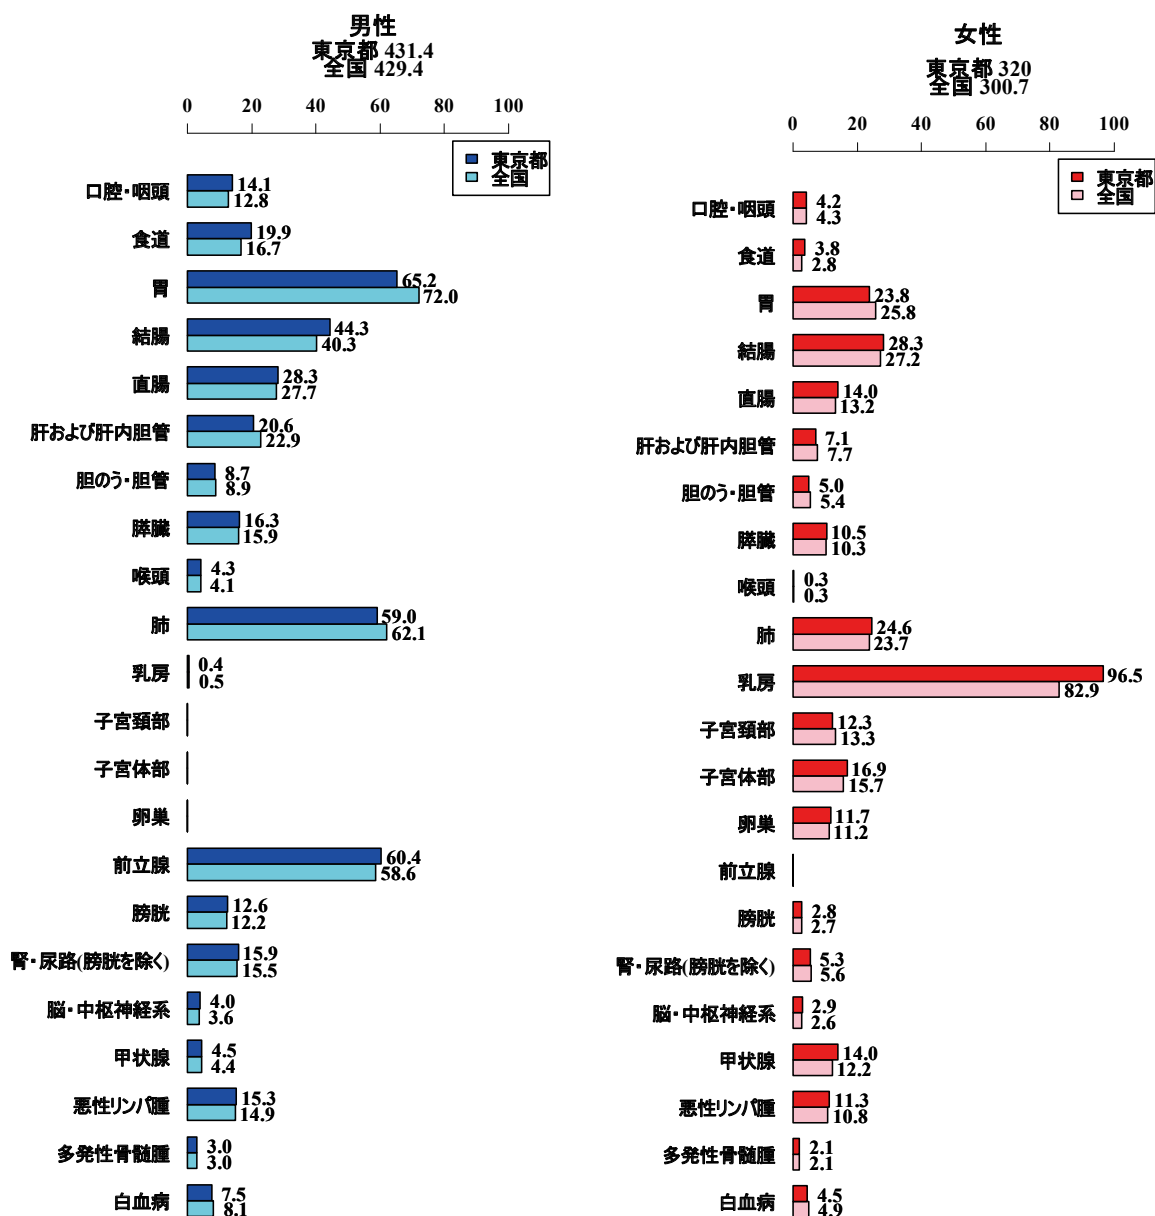 男性
東京都 431.4
全国 429.4
0 20 40 60 80 100
東京都
全国
口腔・咽頭 14.1
12.8
食道 19.9
16.7
胃 65.2
72.0
結腸 44.3
40.3
直腸 28.3
27.7
肝および肝内胆管 20.6
22.9
胆のう・胆管 8.7
8.9
膵臓 16.3
15.9
喉頭 4.3
4.1
肺 59.0
62.1
乳房 0.4
0.5
子宮頸部
子宮体部
卵巣
前立腺 60.4
58.6
膀胱 12.6
12.2
腎・尿路(膀胱を除く) 15.9
15.5
脳・中枢神経系 4.0
3.6
甲状腺 4.5
4.4
悪性リンパ腫 15.3
14.9
多発性骨髄腫 3.0
3.0
白血病 7.5
8.1
女性
東京都 320
全国 300.7
0 20 40 60 80 100
東京都
全国
口腔・咽頭 4.2
4.3
食道 3.8
2.8
胃 23.8
25.8
結腸 28.3
27.2
直腸 14.0
13.2
肝および肝内胆管 7.1
7.7
胆のう・胆管 5.0
5.4
膵臓 10.5
10.3
喉頭 0.3
0.3
肺 24.6
23.7
乳房 96.5
82.9
子宮頸部 12.3
13.3
子宮体部 16.9
15.7
卵巣 11.7
11.2
前立腺
膀胱 2.8
2.7
腎・尿路(膀胱を除く) 5.3
5.6
脳・中枢神経系 2.9
2.6
甲状腺 14.0
12.2
悪性リンパ腫 11.3
10.8
多発性骨髄腫 2.1
2.1
白血病 4.5
4.9